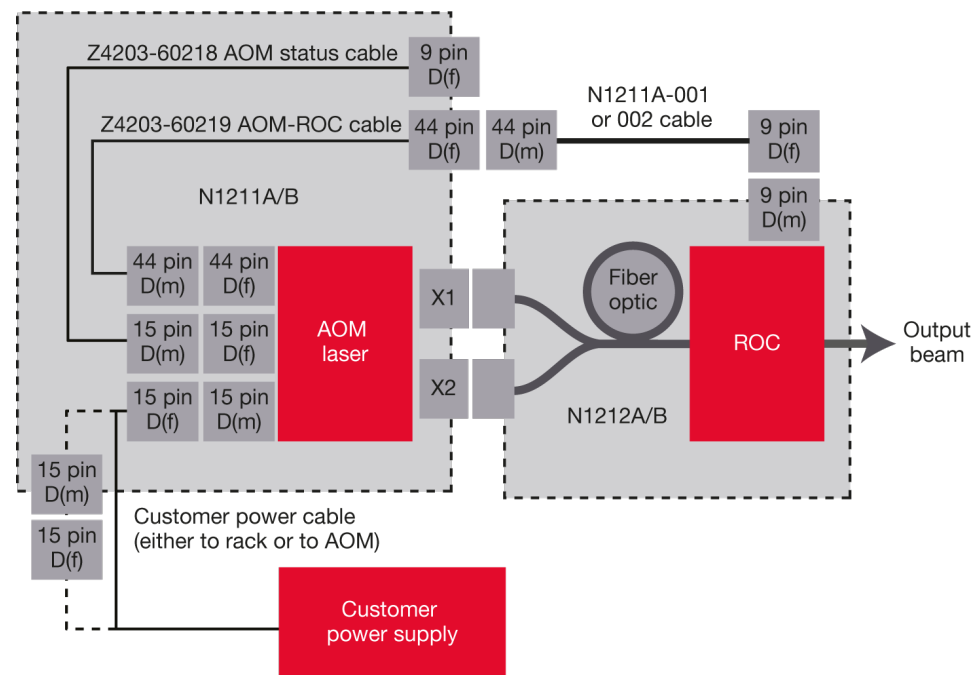 Z4203-60218 AOM status cable
9 pin
D(f)
Z4203-60219 AOM-ROC cable
44 pin
D(f)
44 pin
D(m)
N1211A-001
or 002 cable
9 pin
D(f)
9 pin
D(m)
N1211A/B
44 pin
D(m)
44 pin
D(f)
15 pin
D(m)
15 pin
D(f)
15 pin
D(f)
15 pin
D(m)
AOM
laser
X1
X2
Fiber
optic
N1212A/B
ROC
Output
beam
15 pin
D(m)
15 pin
D(f)
Customer power cable
(either to rack or to AOM)
Customer
power supply